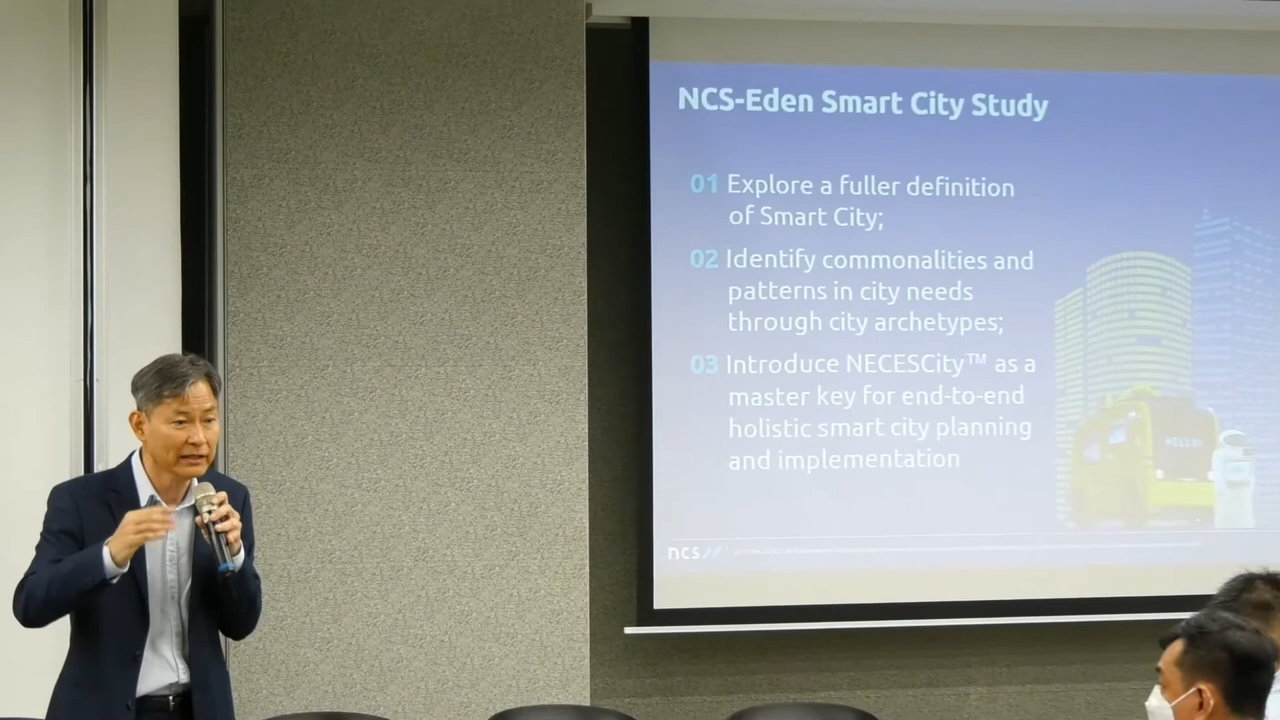 NCS-Eden Smart City Study
01 Explore a fuller definition
of Smart City;
02 Identify commonalities and
patterns in city needs
through city archetypes;
03 Introduce NECESCity™ as a
master key for end-to-end
holistic smart city planning
and implementation
ncs//